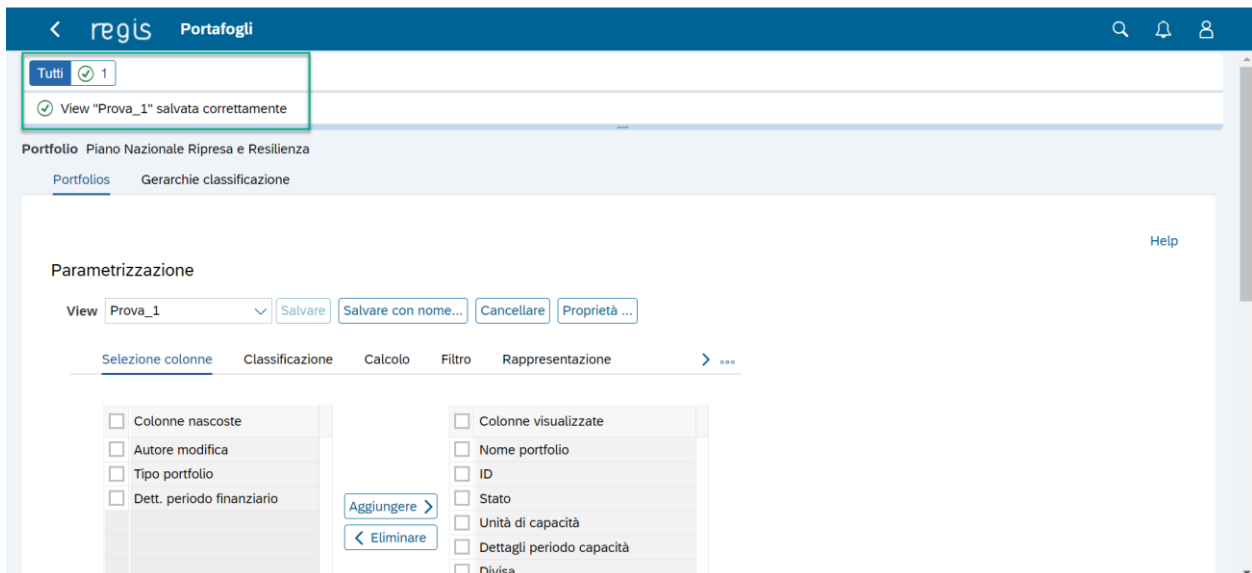 regis Portafogli
Tutti 1
View "Prova_1" salvata correttamente
Portfolio Piano Nazionale Ripresa e Resilienza
Portfolios Gerarchie classificazione
Help
Parametrizzazione
View Prova_1 Salvare Salvare con nome... Cancellare Proprietà ...
Selezione colonne Classificazione Calcolo Filtro Rappresentazione
Colonne nascoste Colonne visualizzate
Autore modifica Nome portfolio
Tipo portfolio ID
Dett. periodo finanziario Stato
Aggiungere
Unità di capacità
Eliminare
Dettagli periodo capacità
Divisa